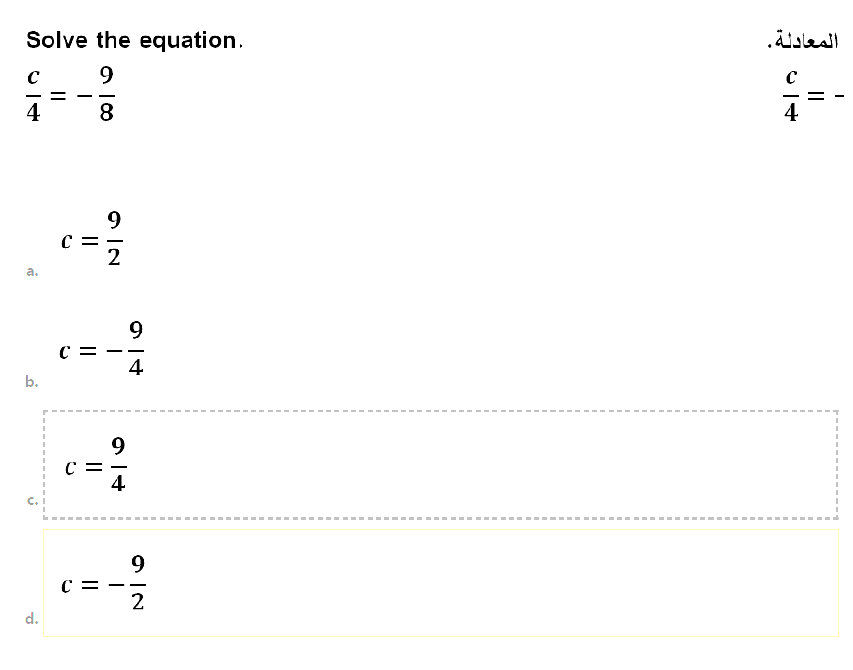 Solve the equation. المعادلة.
c/4 = − 9/8 c/4 = -
a. c = 9/2
b. c = − 9/4
c. c = 9/4
d. c = − 9/2